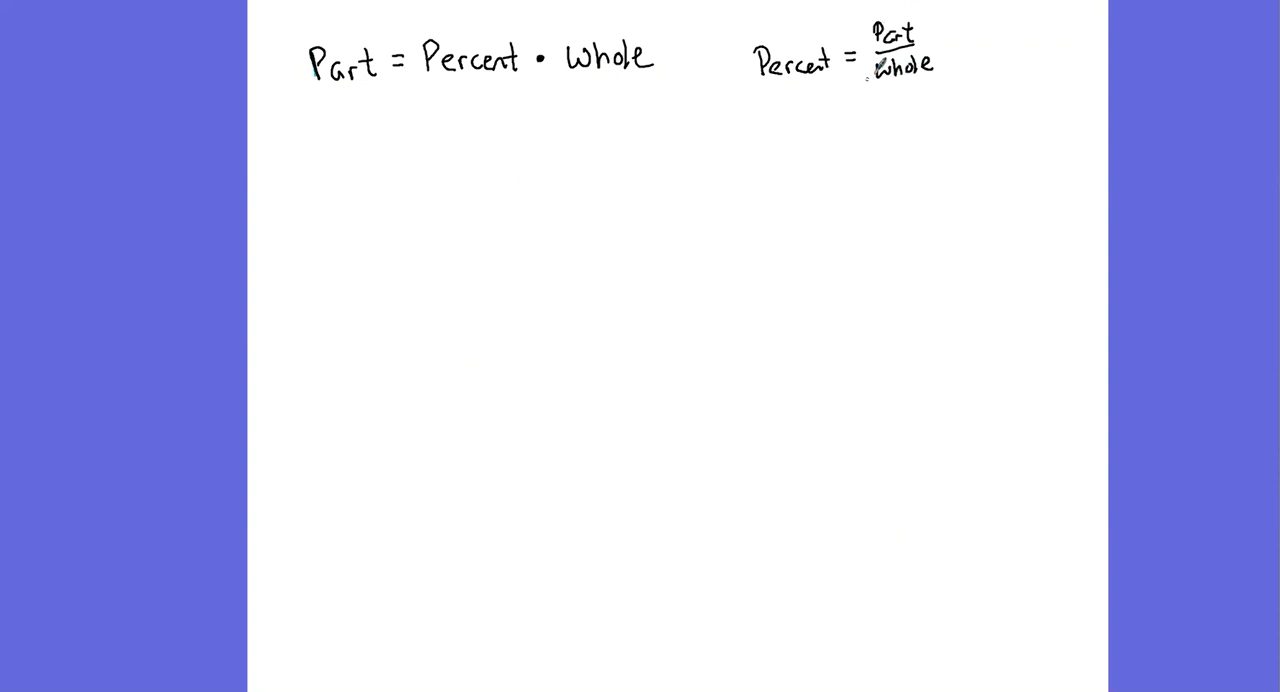 Part = Percent • Whole
Percent = Part / Whole